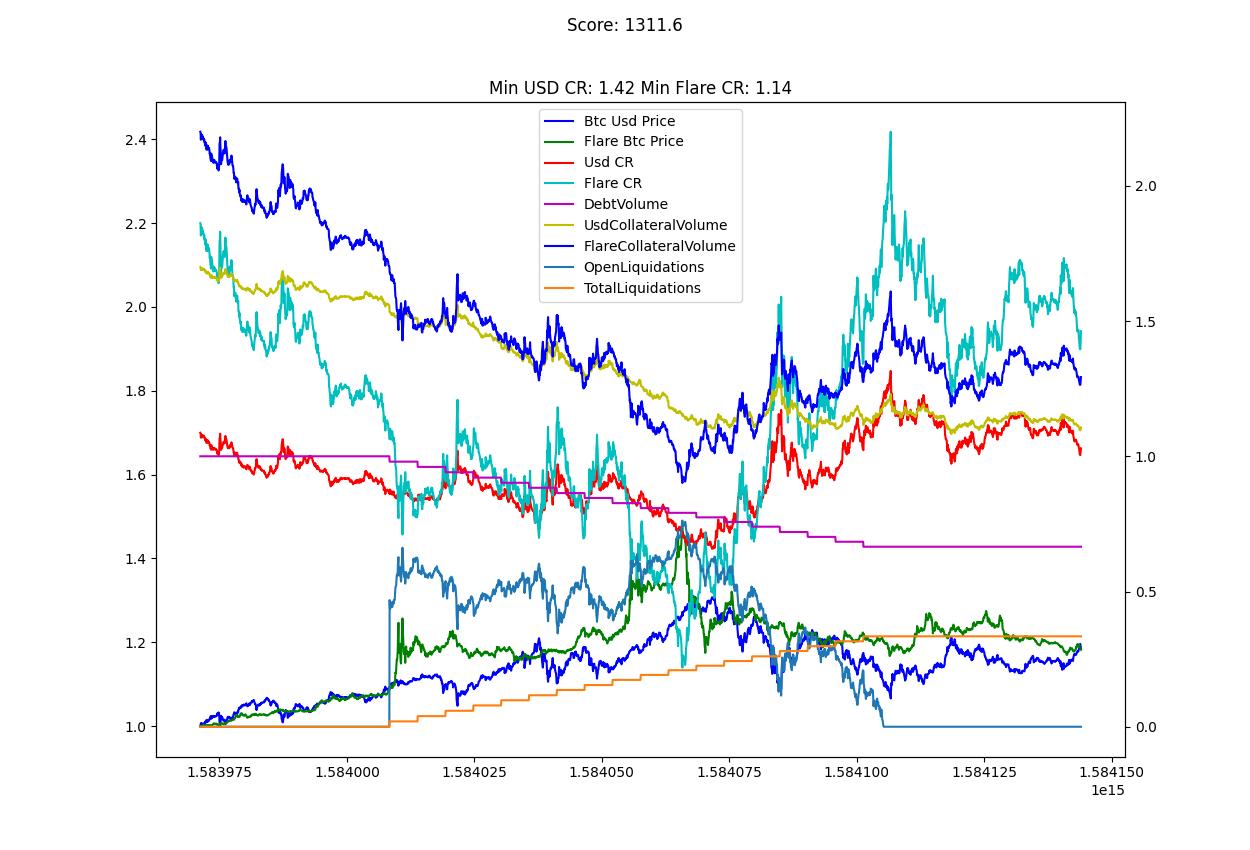 Score: 1311.6
Min USD CR: 1.42 Min Flare CR: 1.14
Btc Usd Price
Flare Btc Price
Usd CR
Flare CR
DebtVolume
UsdCollateralVolume
FlareCollateralVolume
OpenLiquidations
TotalLiquidations
2.4
2.2
2.0
1.8
1.6
1.4
1.2
1.0
2.0
1.5
1.0
0.5
0.0
1.583975
1.584000
1.584025
1.584050
1.584075
1.584100
1.584125
1.584150
1e15